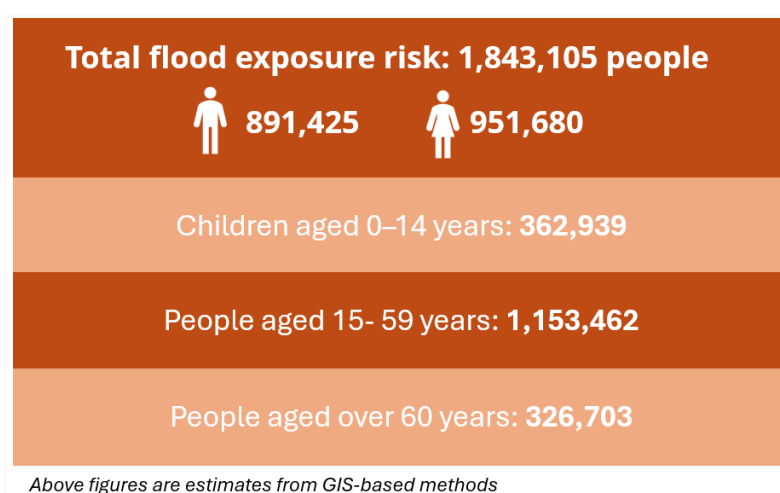 Total flood exposure risk: 1,843,105 people
891,425 951,680
Children aged 0–14 years: 362,939
People aged 15- 59 years: 1,153,462
People aged over 60 years: 326,703
Above figures are estimates from GIS-based methods